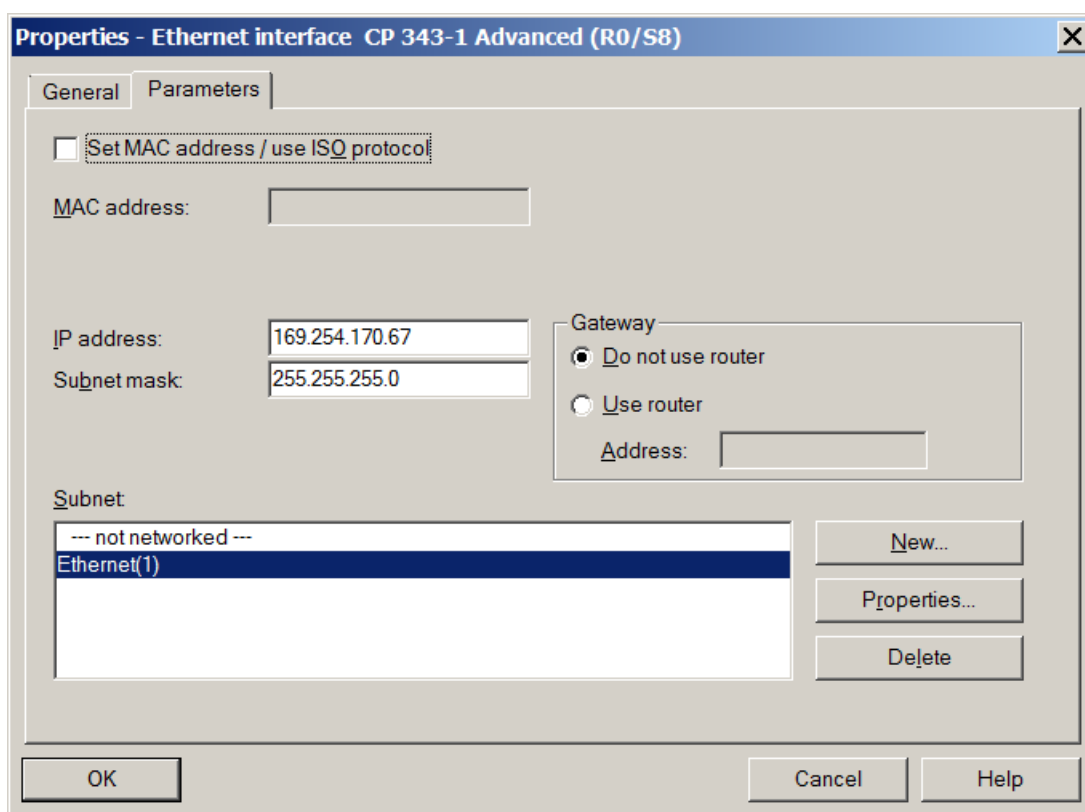 Properties - Ethernet interface  CP 343-1 Advanced (R0/S8)
General
Parameters
Set MAC address / use ISO protocol
MAC address:
IP address:
169.254.170.67
Subnet mask:
255.255.255.0
Gateway
Do not use router
Use router
Address:
Subnet:
--- not networked ---
Ethernet(1)
New...
Properties...
Delete
OK
Cancel
Help